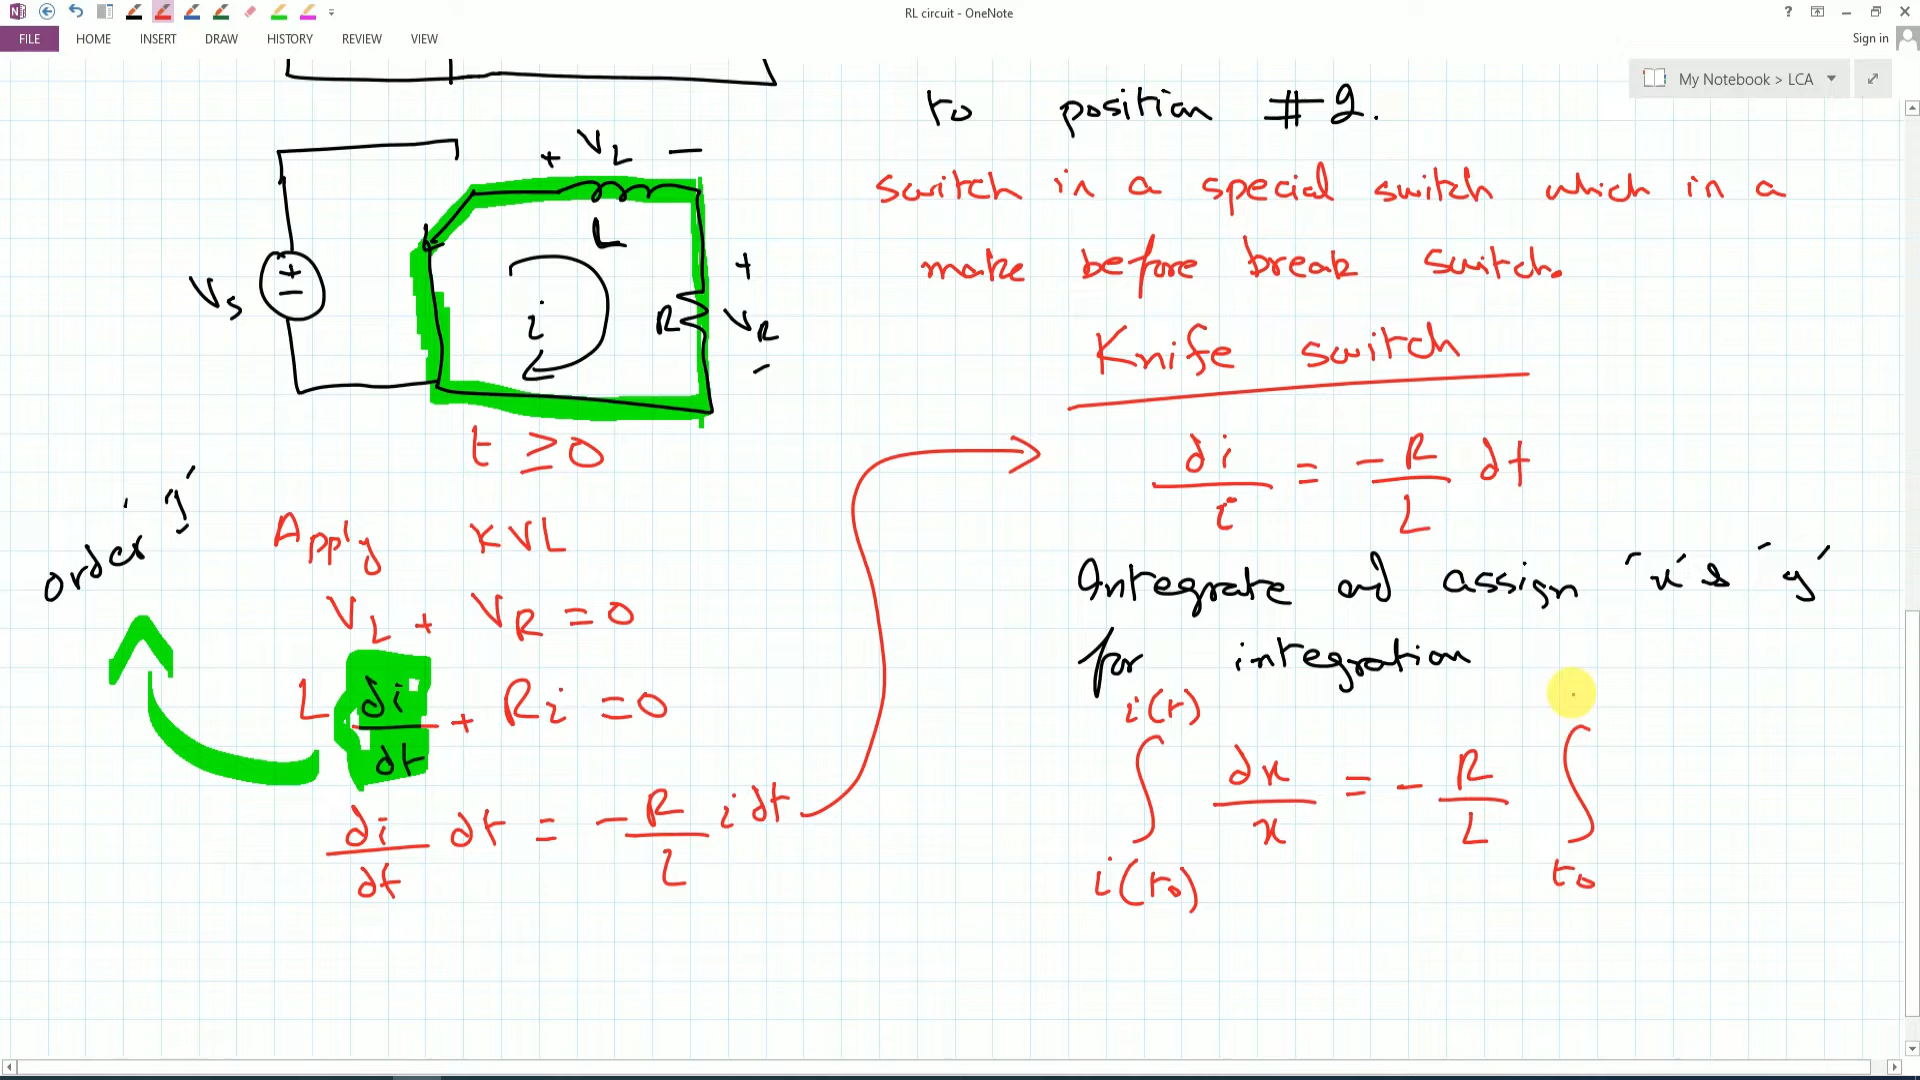 RL circuit - OneNote
FILE HOME INSERT DRAW HISTORY REVIEW VIEW
Sign in
My Notebook > LCA
to position #2.
switch in a special switch which in a
make before break switch.
Knife switch
+ VL −
L
Vs
+
−
i
R
+
VR
-
t ≥ 0
order '1'
Apply KVL
VL + VR = 0
L di/dt + Ri = 0
di/dt dt = -R/L i dt
di/i = -R/L dt
Integrate and assign 'x' & 'y'
for integration
i(t)
∫ dx/x = - R/L ∫
i(t0) t0